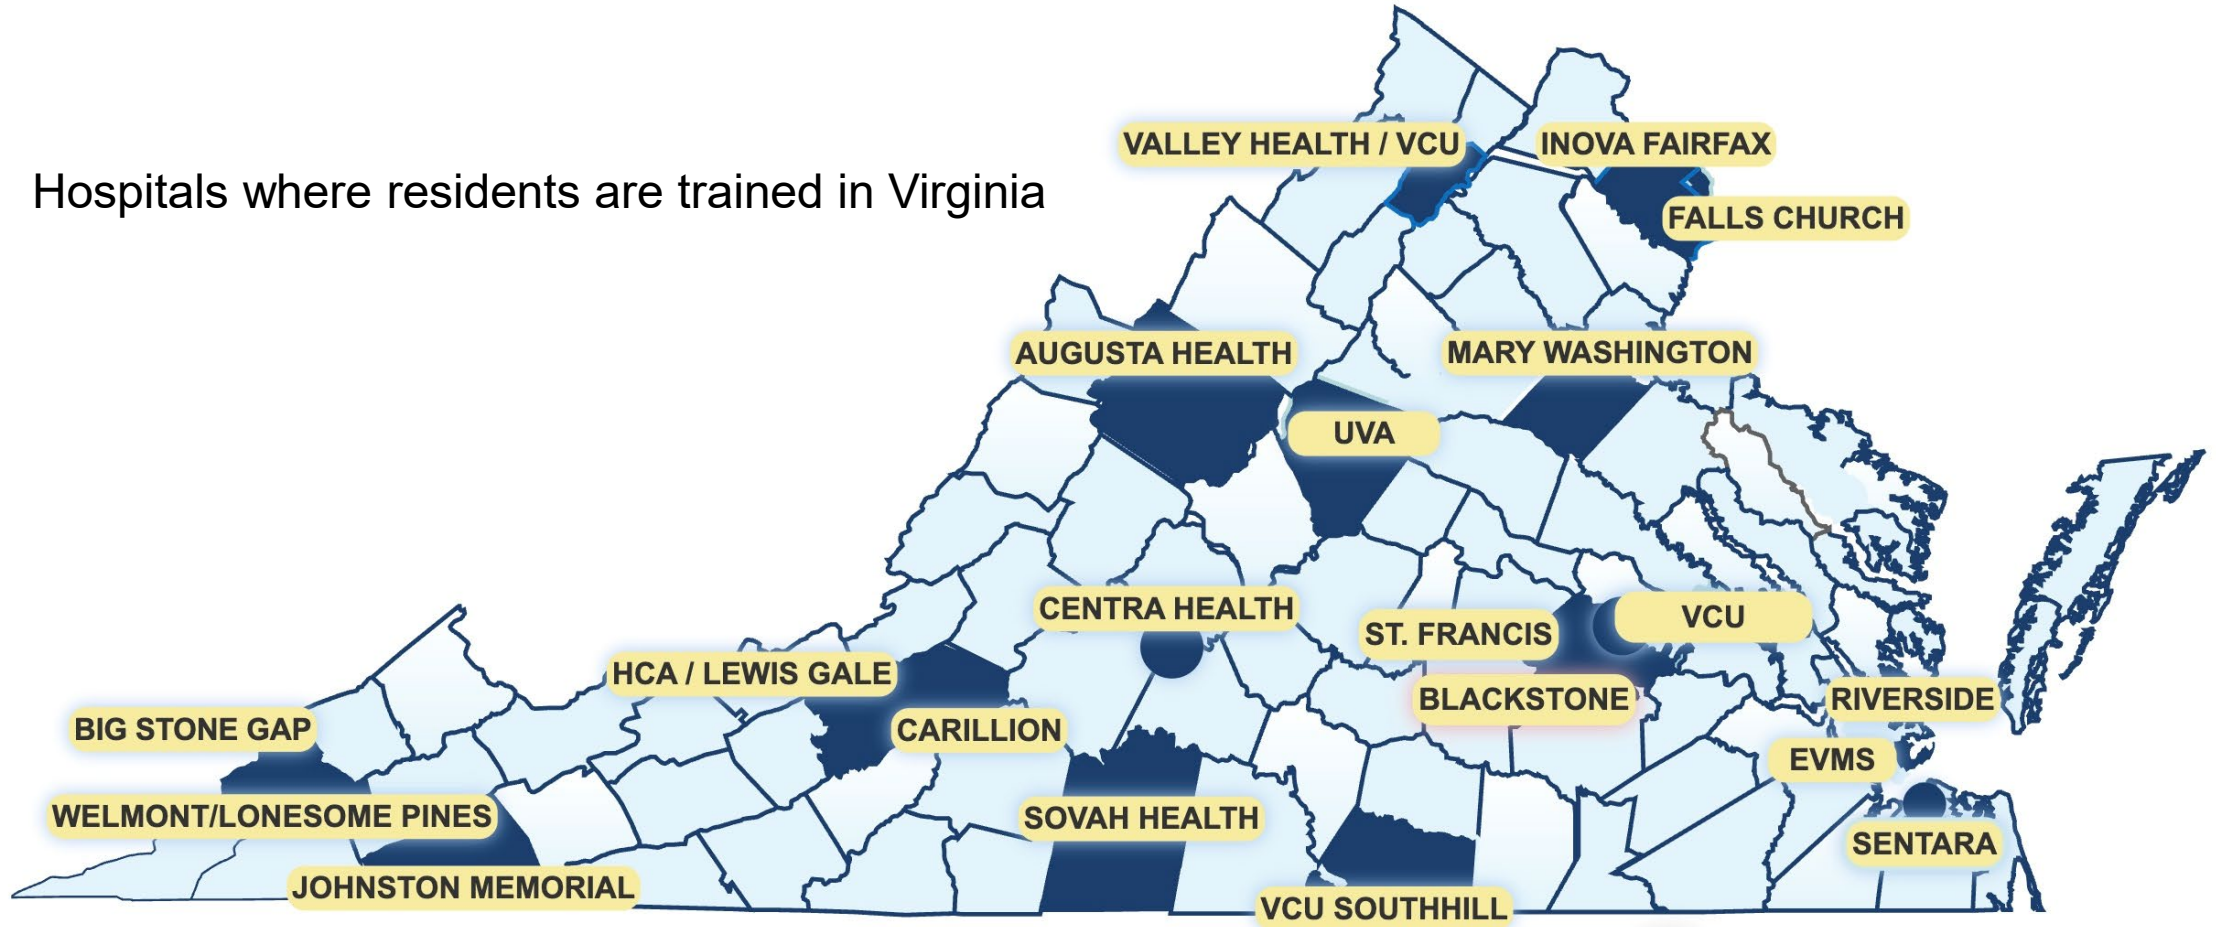 VALLEY HEALTH / VCU
INOVA FAIRFAX
Hospitals where residents are trained in Virginia
FALLS CHURCH
AUGUSTA HEALTH
MARY WASHINGTON
UVA
CENTRA HEALTH
VCU
ST. FRANCIS
HCA / LEWIS GALE
BLACKSTONE
RIVERSIDE
BIG STONE GAP
CARILLION
EVMS
WELMONT/LONESOME PINES
SOVAH HEALTH
SENTARA
JOHNSTON MEMORIAL
VCU SOUTHHILL